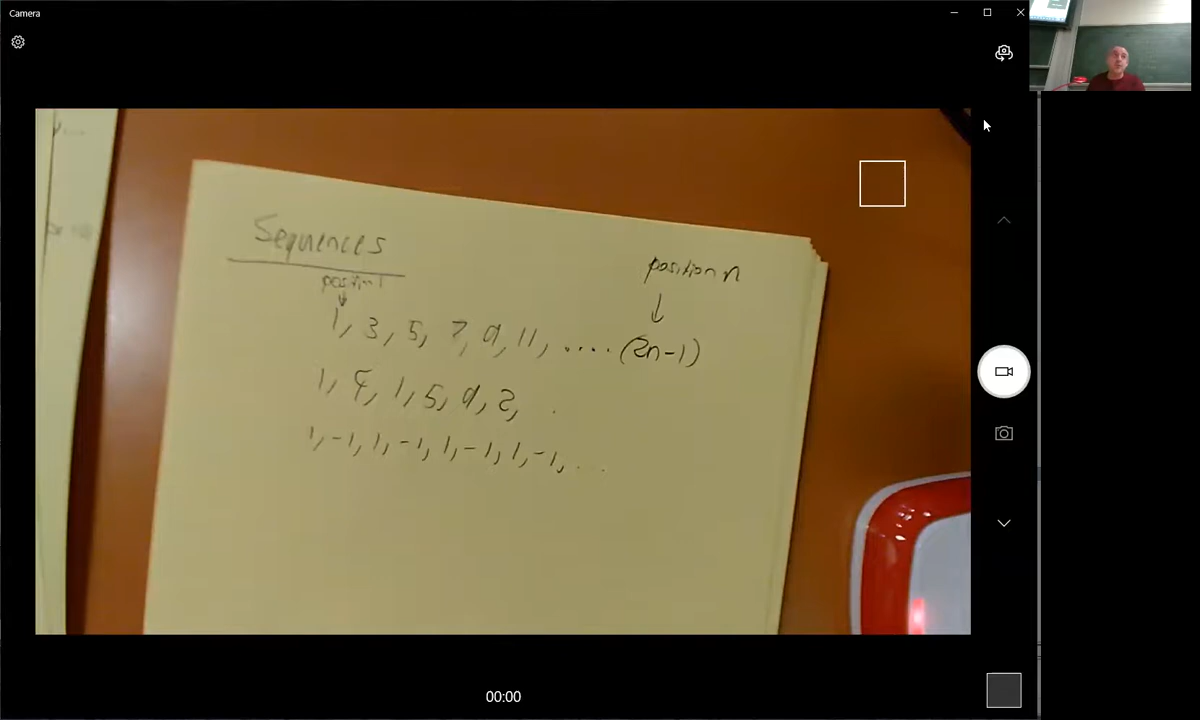 Camera
Sequences
position 1
position n
1, 3, 5, 7, 9, 11, .... (2n-1)
1, 4, 1, 5, 9, 2, .
1, -1, 1, -1, 1, -1, 1, -1, ...
00:00